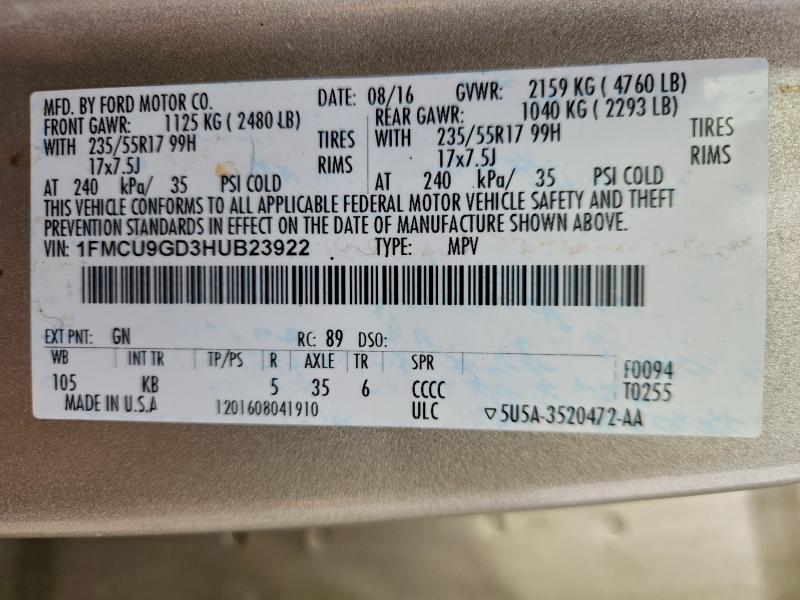 MFD. BY FORD MOTOR CO. DATE: 08/16 GVWR: 2159 KG ( 4760 LB)
FRONT GAWR: 1125 KG ( 2480 LB) REAR GAWR: 1040 KG ( 2293 LB)
WITH 235/55R17 99H TIRES WITH 235/55R17 99H TIRES
17x7.5J RIMS 17x7.5J RIMS
AT 240 kPa/ 35 PSI COLD AT 240 kPa/ 35 PSI COLD
THIS VEHICLE CONFORMS TO ALL APPLICABLE FEDERAL MOTOR VEHICLE SAFETY AND THEFT
PREVENTION STANDARDS IN EFFECT ON THE DATE OF MANUFACTURE SHOWN ABOVE.
VIN: 1FMCU9GD3HUB23922 TYPE: MPV
EXT PNT: GN RC: 89 DSO:
WB INT TR TP/PS R AXLE TR SPR F0094
105 KB 5 35 6 CCCC T0255
MADE IN U.S.A 1201608041910 ULC ▽5U5A-3520472-AA